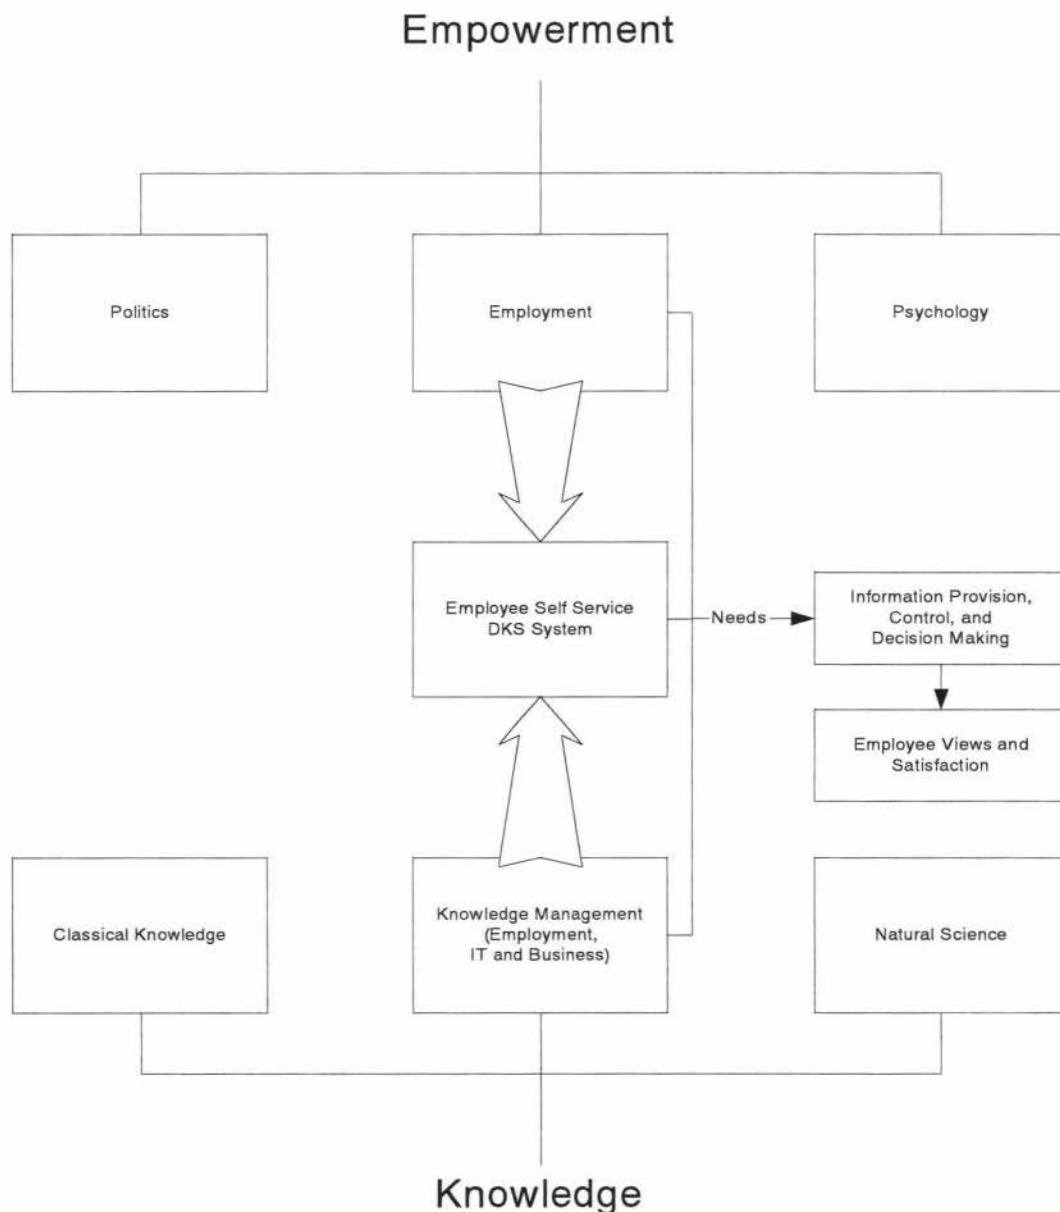 Empowerment
Politics
Employment
Psychology
Employee Self Service
DKS System
Needs
Information Provision,
Control, and
Decision Making
Employee Views and
Satisfaction
Classical Knowledge
Knowledge Management
(Employment,
IT and Business)
Natural Science
Knowledge